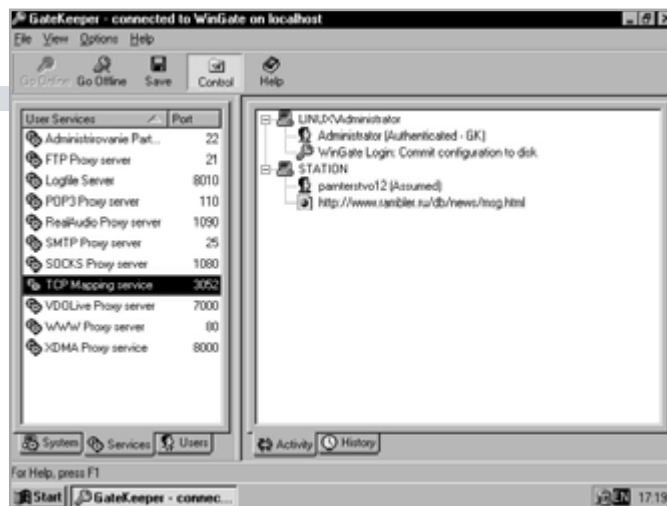 GateKeeper - connected to WinGate on localhost
File View Options Help
Go Online Go Offline Save Control Help
User Services Port
Administrirovanie Part... 22
FTP Proxy server 21
Logfile Server 8010
POP3 Proxy server 110
RealAudio Proxy server 1090
SMTP Proxy server 25
SOCKS Proxy server 1080
TCP Mapping service 3052
VDOLive Proxy server 7000
WWW Proxy server 80
XDMA Proxy service 8000
System Services Users
LINUX\Administrator
Administrator (Authenticated - GK)
WinGate Login: Commit configuration to disk
STATION
parnterstvo12 (Assumed)
http://www.rambler.ru/db/news/msg.html
Activity History
For Help, press F1
Start GateKeeper - connec... EN 17:19